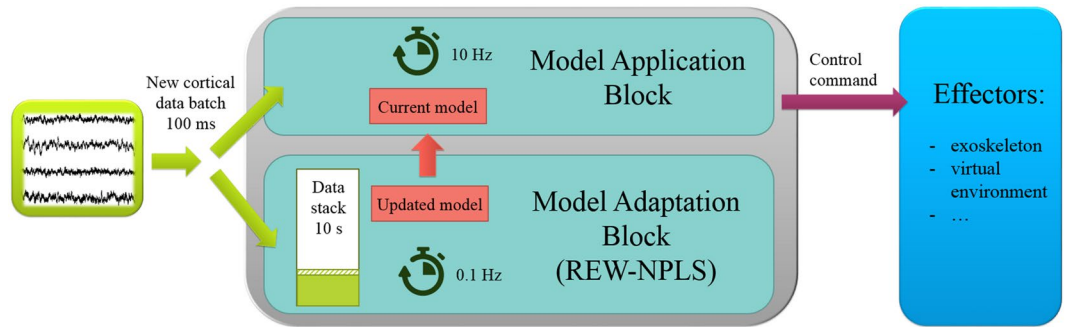 New cortical
data batch
100 ms
10 Hz
Current model
Model Application
Block
Data
stack
10 s
Updated model
0.1 Hz
Model Adaptation
Block
(REW-NPLS)
Control
command
Effectors:
- exoskeleton
- virtual
environment
- …